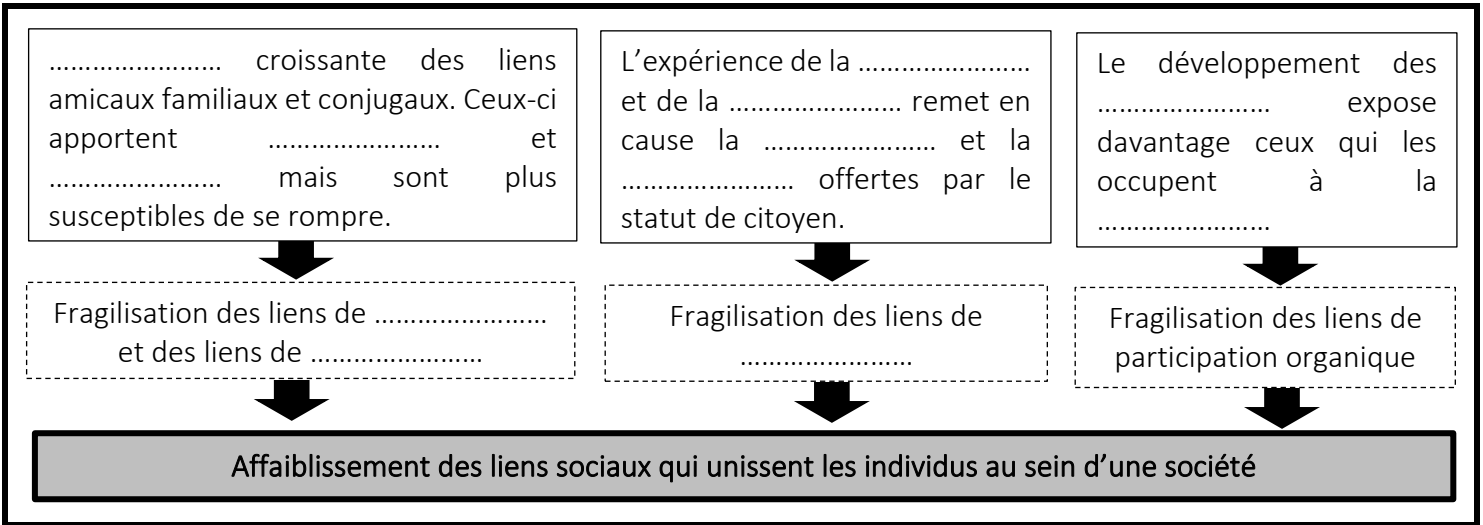 ........................ croissante des liens
amicaux familiaux et conjugaux. Ceux-ci
apportent ........................ et
........................ mais sont plus
susceptibles de se rompre.
L’expérience de la ........................
et de la ........................ remet en
cause la ........................ et la
........................ offertes par le
statut de citoyen.
Le développement des
........................ expose
davantage ceux qui les
occupent à la
........................
Fragilisation des liens de ........................
et des liens de ........................
Fragilisation des liens de
........................
Fragilisation des liens de
participation organique
Affaiblissement des liens sociaux qui unissent les individus au sein d’une société